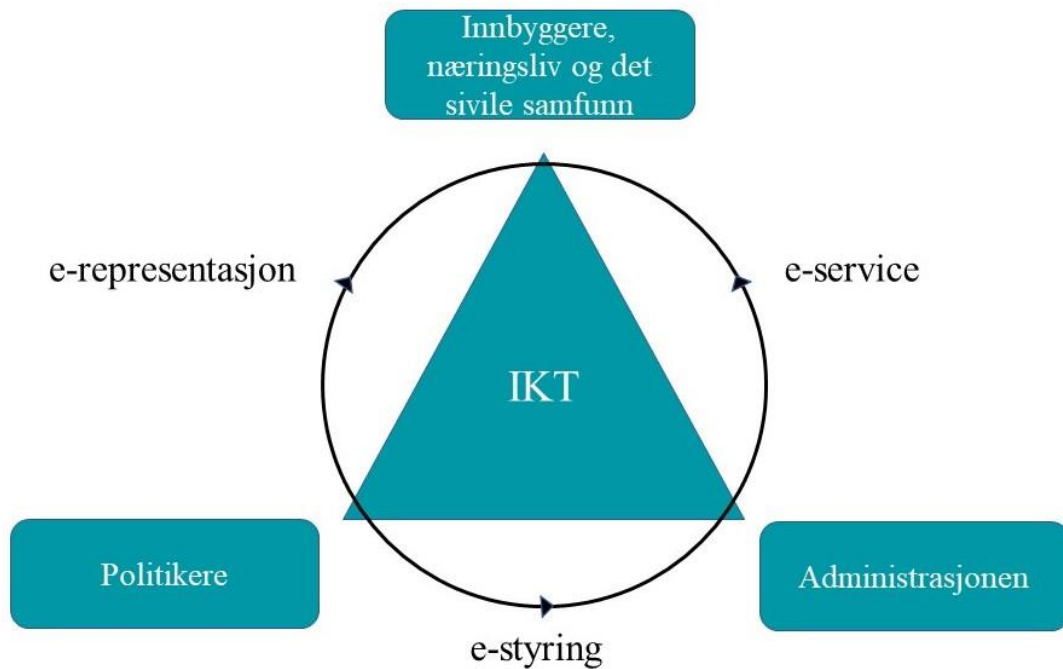 Innbyggere,
næringsliv og det
sivile samfunn
e-representasjon
e-service
IKT
Politikere
Administrasjonen
e-styring